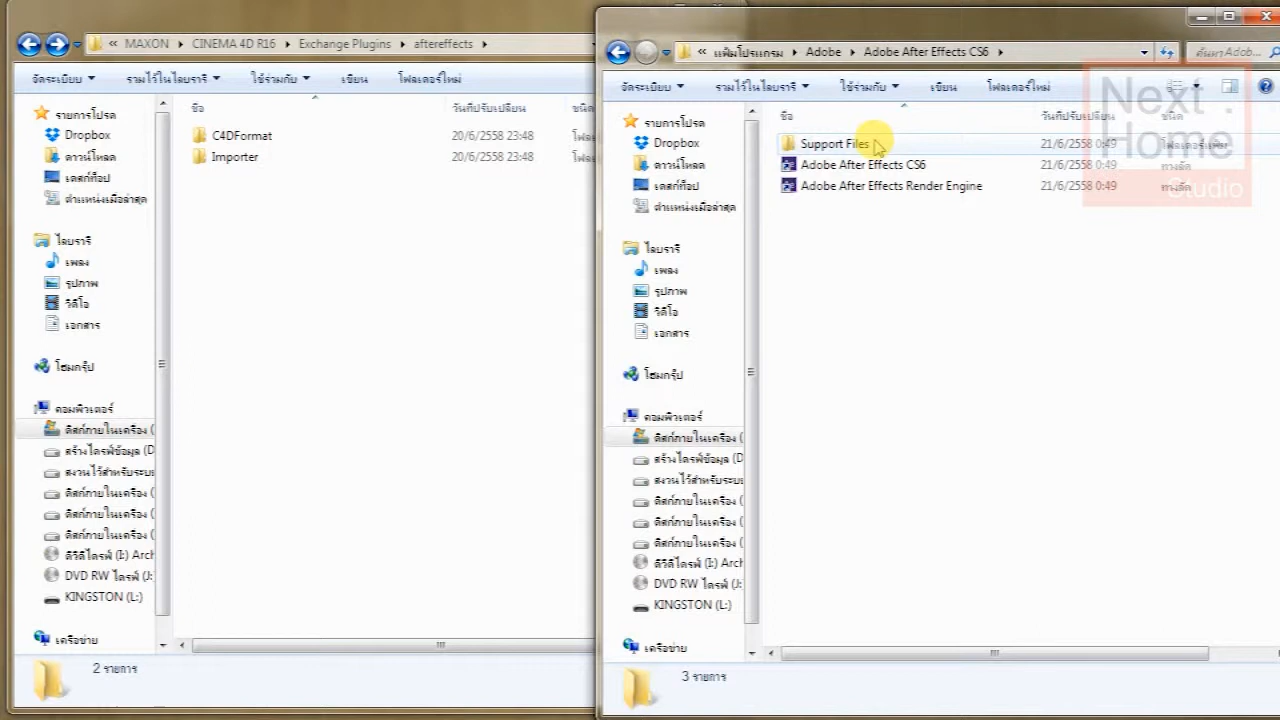 « MAXON ▸ CINEMA 4D R16 ▸ Exchange Plugins ▸ aftereffects ▸
จัดระเบียบ ▾ รวมไว้ในไลบรารี ▾ ใช้ร่วมกับ ▾ เขียน โฟลเดอร์ใหม่
ชื่อ วันที่ปรับเปลี่ยน ชนิด
C4DFormat 20/6/2558 23:48
Importer 20/6/2558 23:48
รายการโปรด
Dropbox
ดาวน์โหลด
เดสก์ท็อป
ตำแหน่งเมื่อล่าสุด
ไลบรารี
เพลง
รูปภาพ
วิดีโอ
เอกสาร
โฮมกรุ๊ป
คอมพิวเตอร์
ดิสก์ภายในเครื่อง (
สร้างไดรฟ์ข้อมูล (D
สงวนไว้สำหรับระบบ
ดิสก์ภายในเครื่อง (
ดิสก์ภายในเครื่อง (
ดิสก์ภายในเครื่อง (
ดีวีดีไดรฟ์ (I:) Arch
DVD RW ไดรฟ์ (J:
KINGSTON (L:)
เครือข่าย
2 รายการ
« แฟ้มโปรแกรม ▸ Adobe ▸ Adobe After Effects CS6 ▸
ค้นหา Adob...
จัดระเบียบ ▾ รวมไว้ในไลบรารี ▾ ใช้ร่วมกับ ▾ เขียน โฟลเดอร์ใหม่
ชื่อ วันที่ปรับเปลี่ยน ชนิด
Support Files 21/6/2558 0:49 โฟลเดอร์แฟ้ม
Adobe After Effects CS6 21/6/2558 0:49 ทางลัด
Adobe After Effects Render Engine 21/6/2558 0:49 ทางลัด
รายการโปรด
Dropbox
ดาวน์โหลด
เดสก์ท็อป
ตำแหน่งเมื่อล่าสุด
ไลบรารี
เพลง
รูปภาพ
วิดีโอ
เอกสาร
โฮมกรุ๊ป
คอมพิวเตอร์
ดิสก์ภายในเครื่อง (
สร้างไดรฟ์ข้อมูล (D
สงวนไว้สำหรับระบบ
ดิสก์ภายในเครื่อง (
ดิสก์ภายในเครื่อง (
ดิสก์ภายในเครื่อง (
ดีวีดีไดรฟ์ (I:) Arch
DVD RW ไดรฟ์ (J:
KINGSTON (L:)
เครือข่าย
3 รายการ
Next
Home
Studio